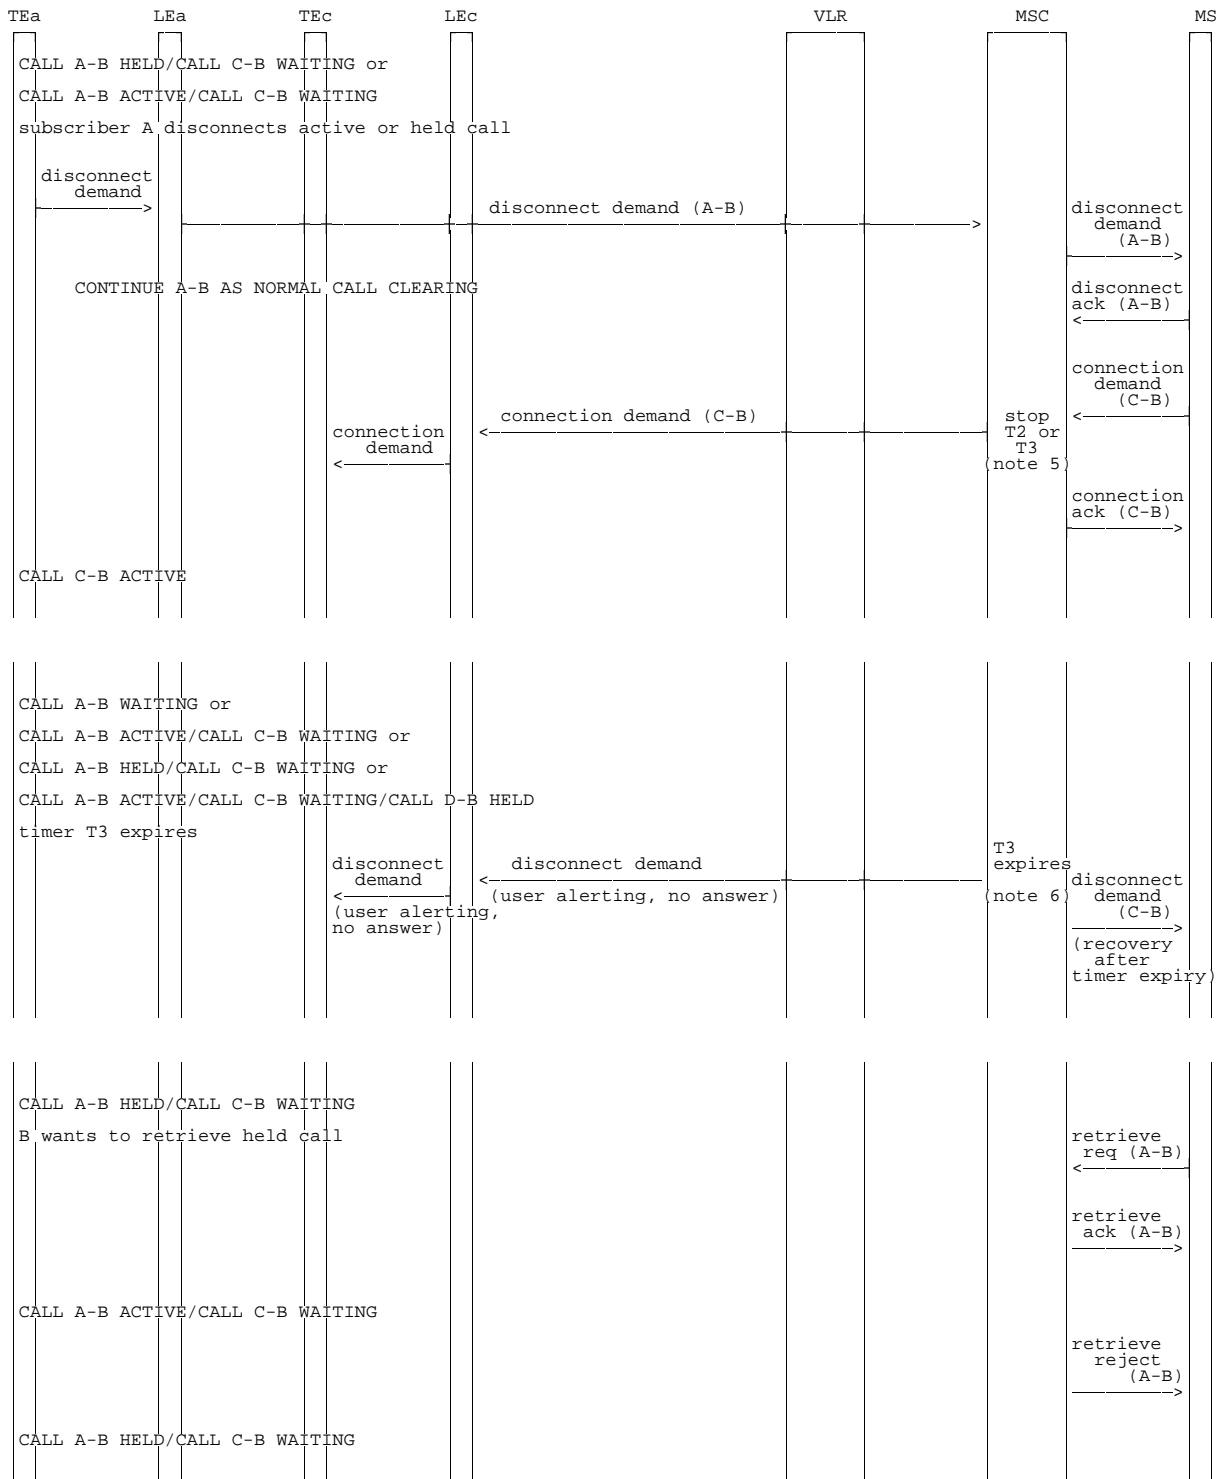 TEa LEa TEc LEc VLR MSC MS
CALL A-B HELD/CALL C-B WAITING or
CALL A-B ACTIVE/CALL C-B WAITING
subscriber A disconnects active or held call
disconnect
demand
disconnect demand (A-B)
disconnect
demand
(A-B)
CONTINUE A-B AS NORMAL CALL CLEARING
disconnect
ack (A-B)
connection
demand
(C-B)
connection demand (C-B)
stop
T2 or
T3
(note 5)
connection
demand
connection
ack (C-B)
CALL C-B ACTIVE
CALL A-B WAITING or
CALL A-B ACTIVE/CALL C-B WAITING or
CALL A-B HELD/CALL C-B WAITING or
CALL A-B ACTIVE/CALL C-B WAITING/CALL D-B HELD
timer T3 expires
T3
expires
(note 6)
disconnect demand
(user alerting, no answer)
disconnect
demand
(user alerting,
no answer)
disconnect
demand
(C-B)
(recovery
after
timer expiry)
CALL A-B HELD/CALL C-B WAITING
B wants to retrieve held call
retrieve
req (A-B)
retrieve
ack (A-B)
CALL A-B ACTIVE/CALL C-B WAITING
retrieve
reject
(A-B)
CALL A-B HELD/CALL C-B WAITING